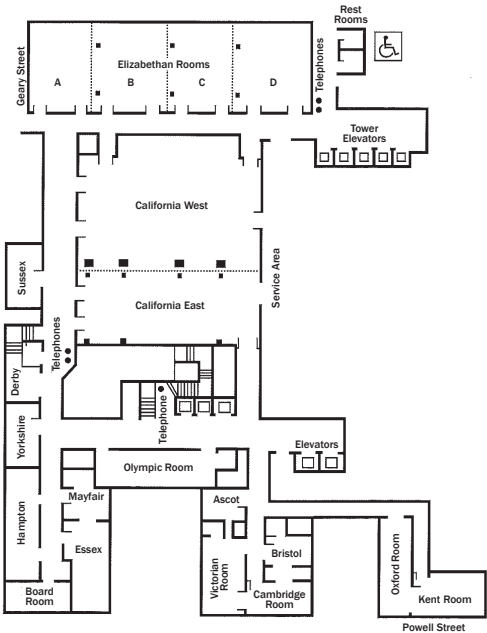 Rest
Rooms
Geary Street
Elizabethan Rooms
A
B
C
D
Telephones
Tower
Elevators
California West
Service Area
Sussex
California East
Telephones
Derby
Telephone
Yorkshire
Elevators
Olympic Room
Mayfair
Ascot
Hampton
Essex
Victorian
Room
Bristol
Oxford Room
Board
Room
Cambridge
Room
Kent Room
Powell Street